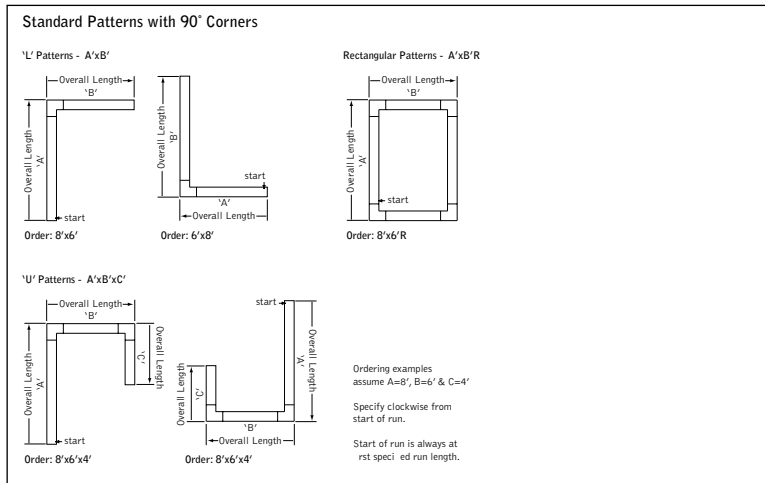 Standard Patterns with 90° Corners
‘L’ Patterns - A’xB’
Overall Length
‘B’
Overall Length
‘A’
start
Order: 8’x6’
Overall Length
‘B’
start
‘A’
Overall Length
Order: 6’x8’
Rectangular Patterns - A’xB’R
Overall Length
‘B’
Overall Length
‘A’
start
Order: 8’x6’R
‘U’ Patterns - A’xB’xC’
Overall Length
‘B’
Overall Length
‘A’
Overall Length
‘C’
start
Order: 8’x6’x4’
start
Overall Length
‘A’
Overall Length
‘C’
‘B’
Overall Length
Order: 8’x6’x4’
Ordering examples
assume A=8’, B=6’ & C=4’
Specify clockwise from
start of run.
Start of run is always at
rst speci ed run length.